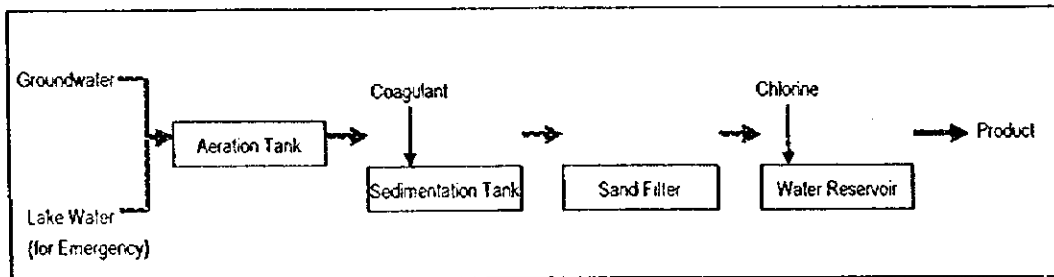 Groundwater
Coagulant
Chlorine
Aeration Tank
Product
Sedimentation Tank
Sand Filter
Water Reservoir
Lake Water
(for Emergency)